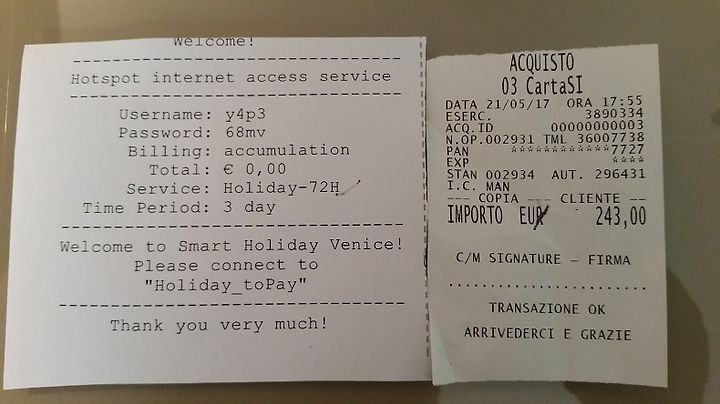 Welcome!
Hotspot internet access service
Username: y4p3
Password: 68mv
Billing: accumulation
Total: € 0,00
Service: Holiday-72H
Time Period: 3 day
Welcome to Smart Holiday Venice!
Please connect to
"Holiday_toPay"
Thank you very much!
ACQUISTO
03 CartaSI
DATA 21/05/17 ORA 17:55
ESERC. 3890334
ACQ.ID 00000000003
N.OP.002931 TML 36007738
PAN ************7727
EXP ****
STAN 002934 AUT. 296431
I.C. MAN
--- COPIA --- CLIENTE --
IMPORTO EUR 243,00
C/M SIGNATURE - FIRMA
........................
TRANSAZIONE OK
ARRIVEDERCI E GRAZIE